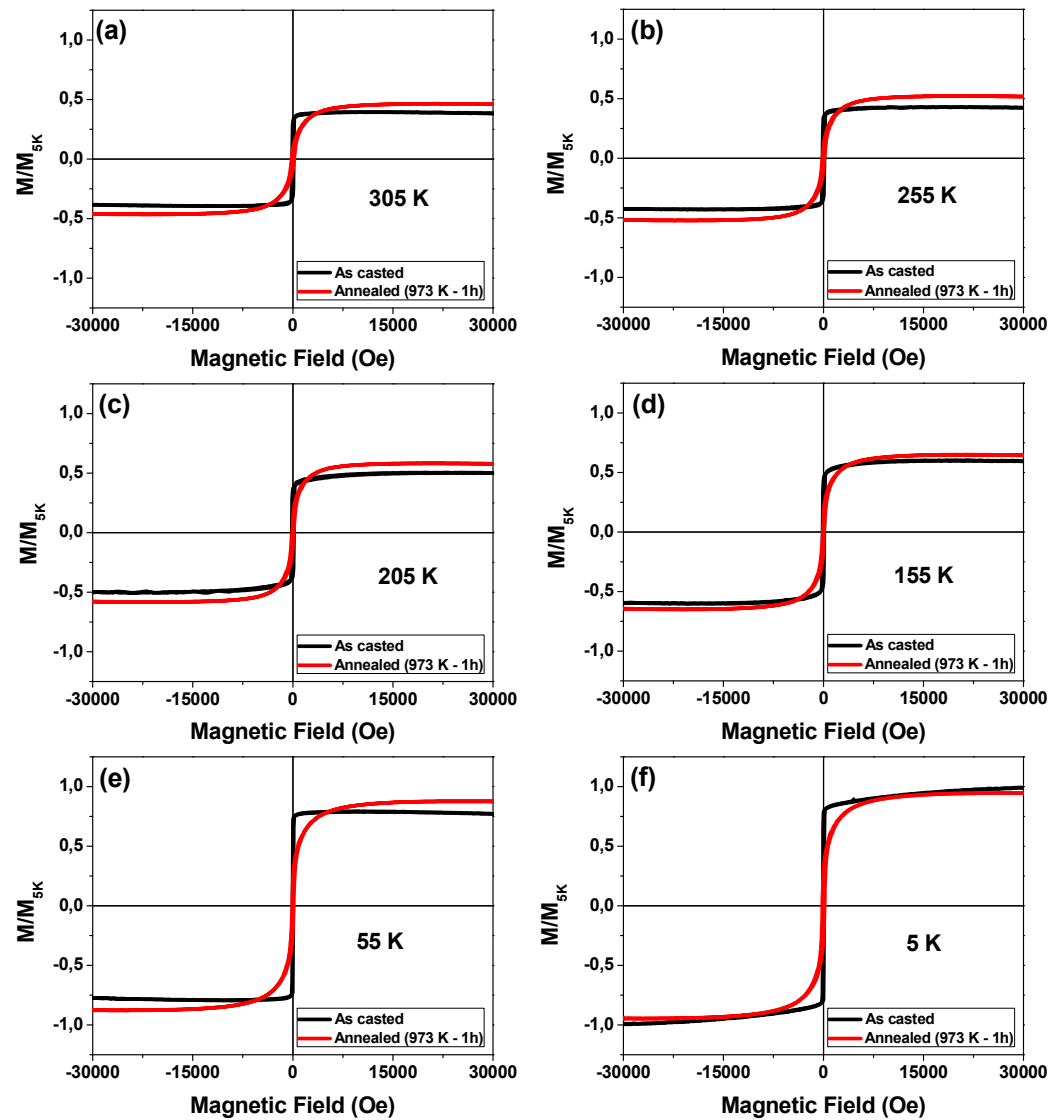 (a)
1,0
0,5
0,0
-0,5
-1,0
M/M5K
305 K
As casted
Annealed (973 K - 1h)
-30000 -15000 0 15000 30000
Magnetic Field (Oe)
(b)
1,0
0,5
0,0
-0,5
-1,0
M/M5K
255 K
As casted
Annealed (973 K - 1h)
-30000 -15000 0 15000 30000
Magnetic Field (Oe)
(c)
1,0
0,5
0,0
-0,5
-1,0
M/M5K
205 K
As casted
Annealed (973 K - 1h)
-30000 -15000 0 15000 30000
Magnetic Field (Oe)
(d)
1,0
0,5
0,0
-0,5
-1,0
M/M5K
155 K
As casted
Annealed (973 K - 1h)
-30000 -15000 0 15000 30000
Magnetic Field (Oe)
(e)
1,0
0,5
0,0
-0,5
-1,0
M/M5K
55 K
As casted
Annealed (973 K - 1h)
-30000 -15000 0 15000 30000
Magnetic Field (Oe)
(f)
1,0
0,5
0,0
-0,5
-1,0
M/M5K
5 K
As casted
Annealed (973 K - 1h)
-30000 -15000 0 15000 30000
Magnetic Field (Oe)